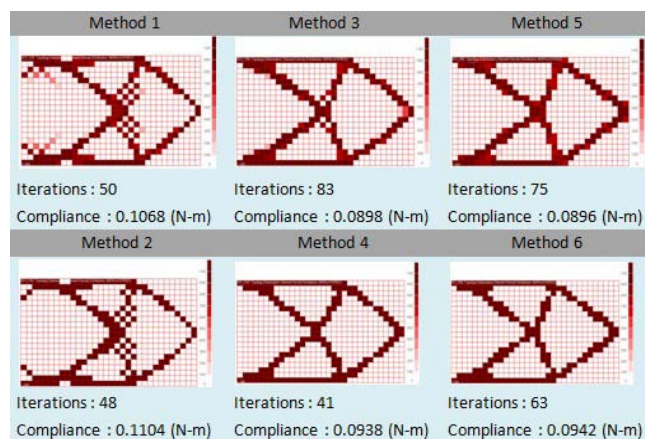 Method 1
Method 3
Method 5
Iterations : 50
Iterations : 83
Iterations : 75
Compliance : 0.1068 (N-m)
Compliance : 0.0898 (N-m)
Compliance : 0.0896 (N-m)
Method 2
Method 4
Method 6
Iterations : 48
Iterations : 41
Iterations : 63
Compliance : 0.1104 (N-m)
Compliance : 0.0938 (N-m)
Compliance : 0.0942 (N-m)